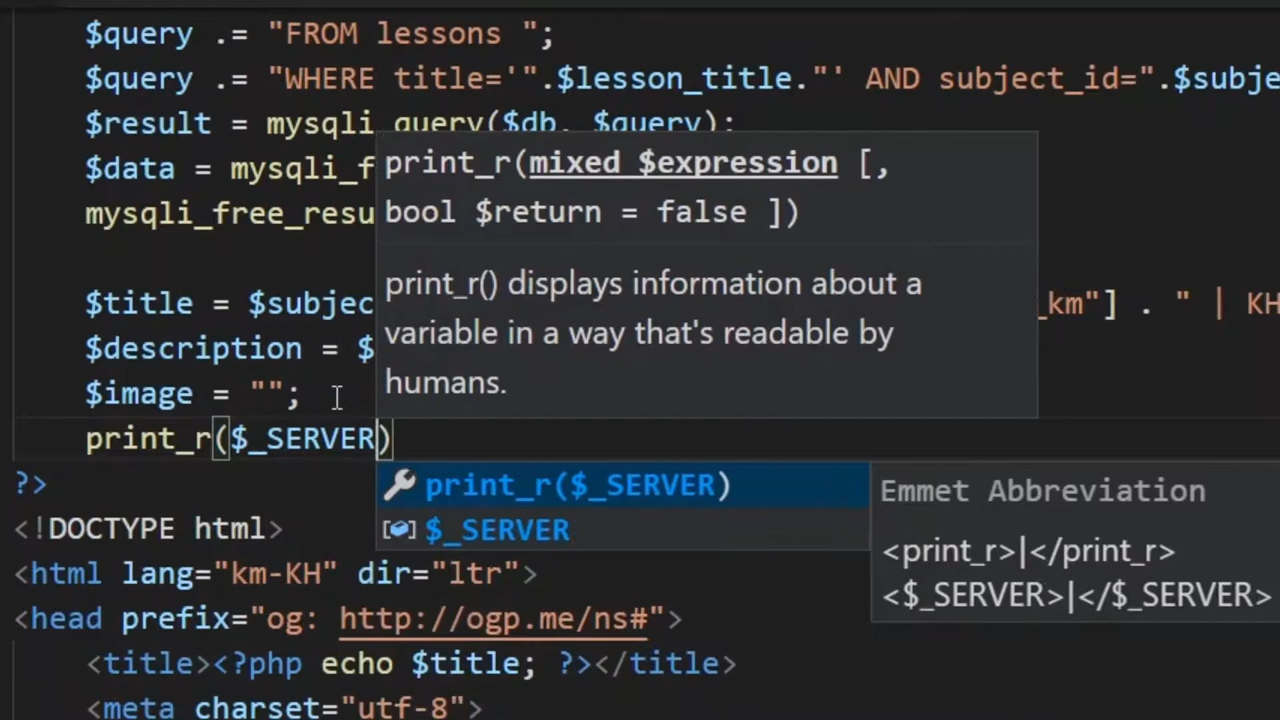 $query .= "FROM lessons ";
$query .= "WHERE title='".$lesson_title."' AND subject_id=".$subje
$result = mysqli_query($db, $query);
$data = mysqli_f
mysqli_free_resu
print_r(mixed $expression [,
bool $return = false ])
print_r() displays information about a
variable in a way that's readable by
humans.
$title = $subjec _km"] . " | KH
$description = $
$image = "";
print_r($_SERVER)
print_r($_SERVER)
$_SERVER
Emmet Abbreviation
<print_r>|</print_r>
<$_SERVER>|</$_SERVER>
?>
<!DOCTYPE html>
<html lang="km-KH" dir="ltr">
<head prefix="og: http://ogp.me/ns#">
<title><?php echo $title; ?></title>
<meta charset="utf-8">